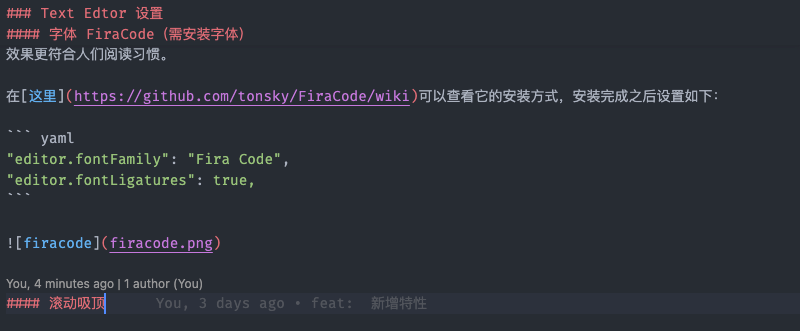 ### Text Edtor 设置
#### 字体 FiraCode（需安装字体）
效果更符合人们阅读习惯。
在[这里](https://github.com/tonsky/FiraCode/wiki)可以查看它的安装方式，安装完成之后设置如下：
``` yaml
"editor.fontFamily": "Fira Code",
"editor.fontLigatures": true,
```
![firacode](firacode.png)
You, 4 minutes ago | 1 author (You)
#### 滚动吸顶 You, 3 days ago • feat: 新增特性